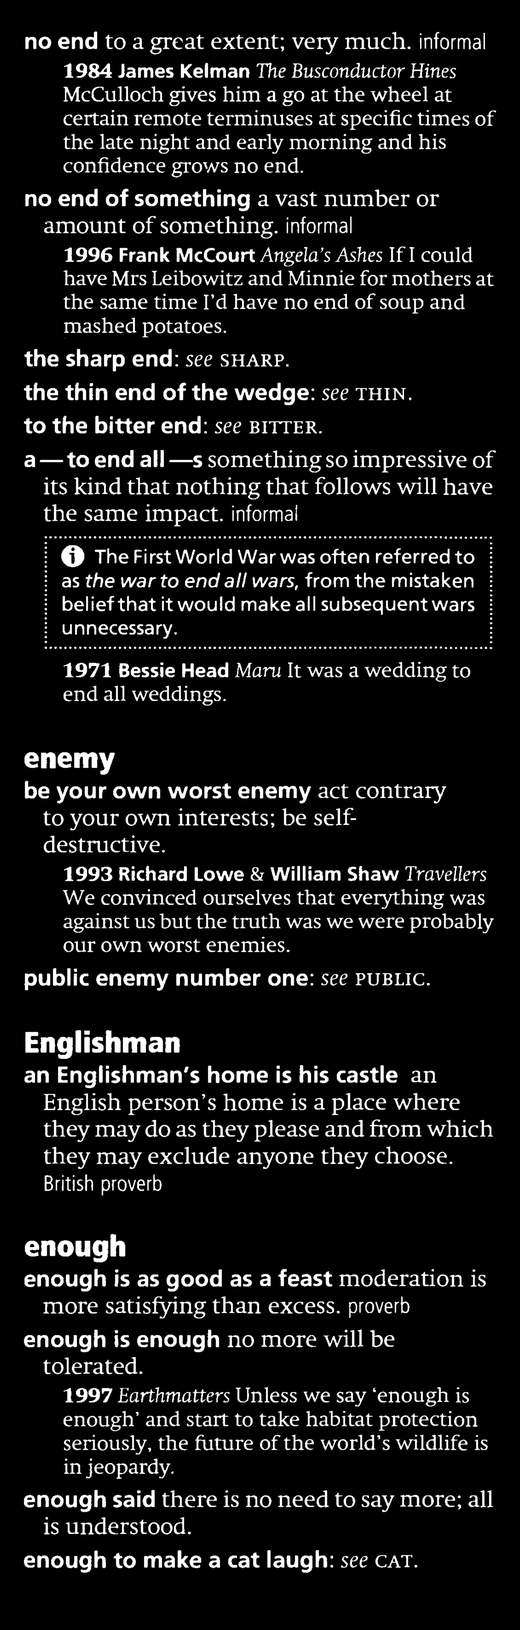 no end to a great extent; very much. informal
1984 James Kelman The Busconductor Hines
McCulloch gives him a go at the wheel at
certain remote terminuses at specific times of
the late night and early morning and his
confidence grows no end.
no end of something a vast number or
amount of something. informal
1996 Frank McCourt Angela's Ashes If I could
have Mrs Leibowitz and Minnie for mothers at
the same time I'd have no end of soup and
mashed potatoes.
the sharp end: see SHARP.
the thin end of the wedge: see THIN.
to the bitter end: see BITTER.
a — to end all —s something so impressive of
its kind that nothing that follows will have
the same impact. informal
i The First World War was often referred to
as the war to end all wars, from the mistaken
belief that it would make all subsequent wars
unnecessary.
1971 Bessie Head Maru It was a wedding to
end all weddings.
enemy
be your own worst enemy act contrary
to your own interests; be self-
destructive.
1993 Richard Lowe & William Shaw Travellers
We convinced ourselves that everything was
against us but the truth was we were probably
our own worst enemies.
public enemy number one: see PUBLIC.
Englishman
an Englishman's home is his castle an
English person's home is a place where
they may do as they please and from which
they may exclude anyone they choose.
British proverb
enough
enough is as good as a feast moderation is
more satisfying than excess. proverb
enough is enough no more will be
tolerated.
1997 Earthmatters Unless we say 'enough is
enough' and start to take habitat protection
seriously, the future of the world's wildlife is
in jeopardy.
enough said there is no need to say more; all
is understood.
enough to make a cat laugh: see CAT.